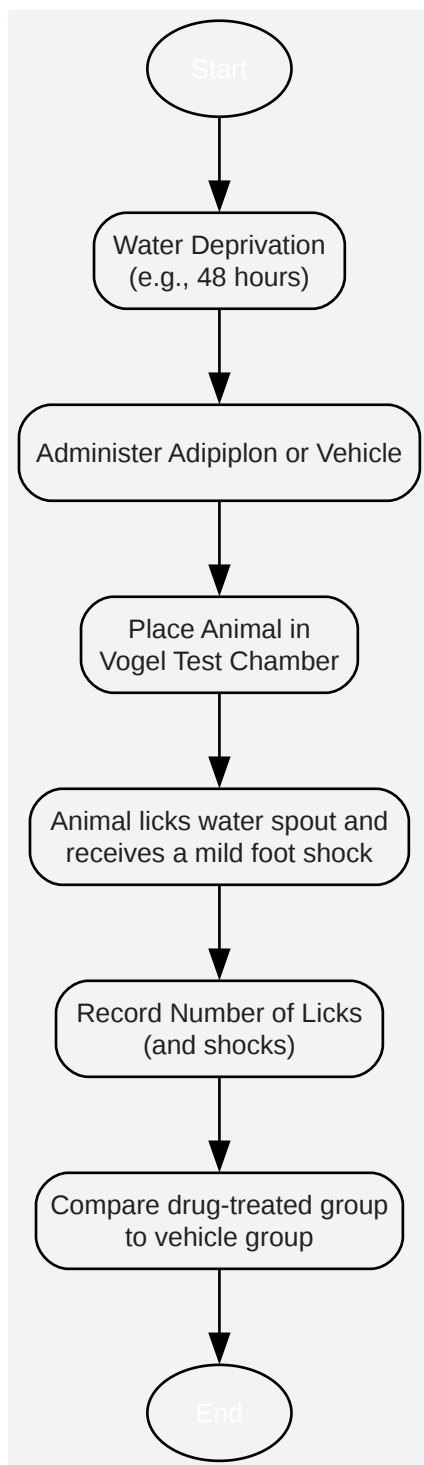 Start
Water Deprivation
(e.g., 48 hours)
Administer Adipiplon or Vehicle
Place Animal in
Vogel Test Chamber
Animal licks water spout and
receives a mild foot shock
Record Number of Licks
(and shocks)
Compare drug-treated group
to vehicle group
End